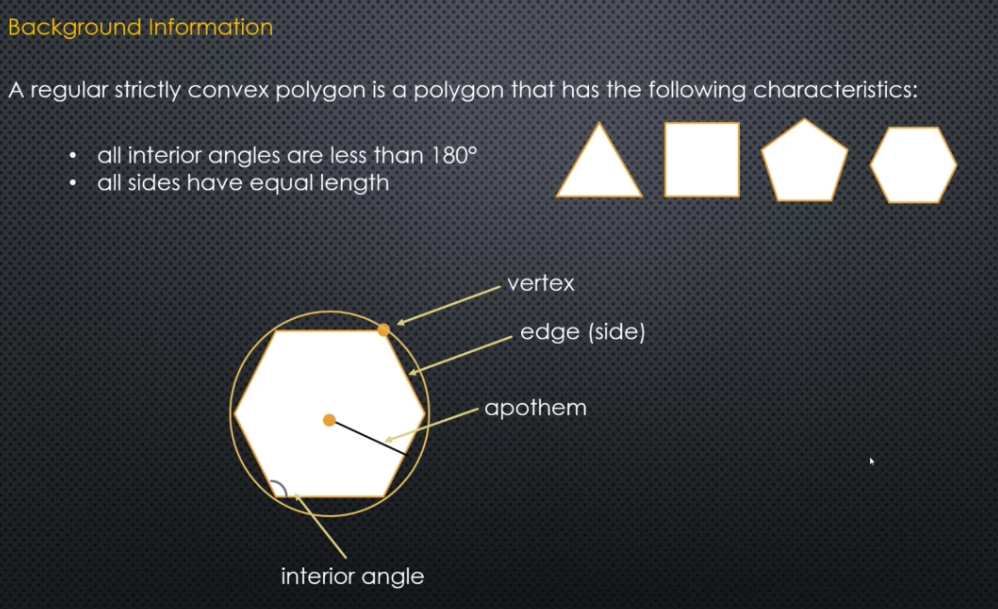 Background Information
A regular strictly convex polygon is a polygon that has the following characteristics:
• all interior angles are less than 180°
• all sides have equal length
vertex
edge (side)
apothem
interior angle